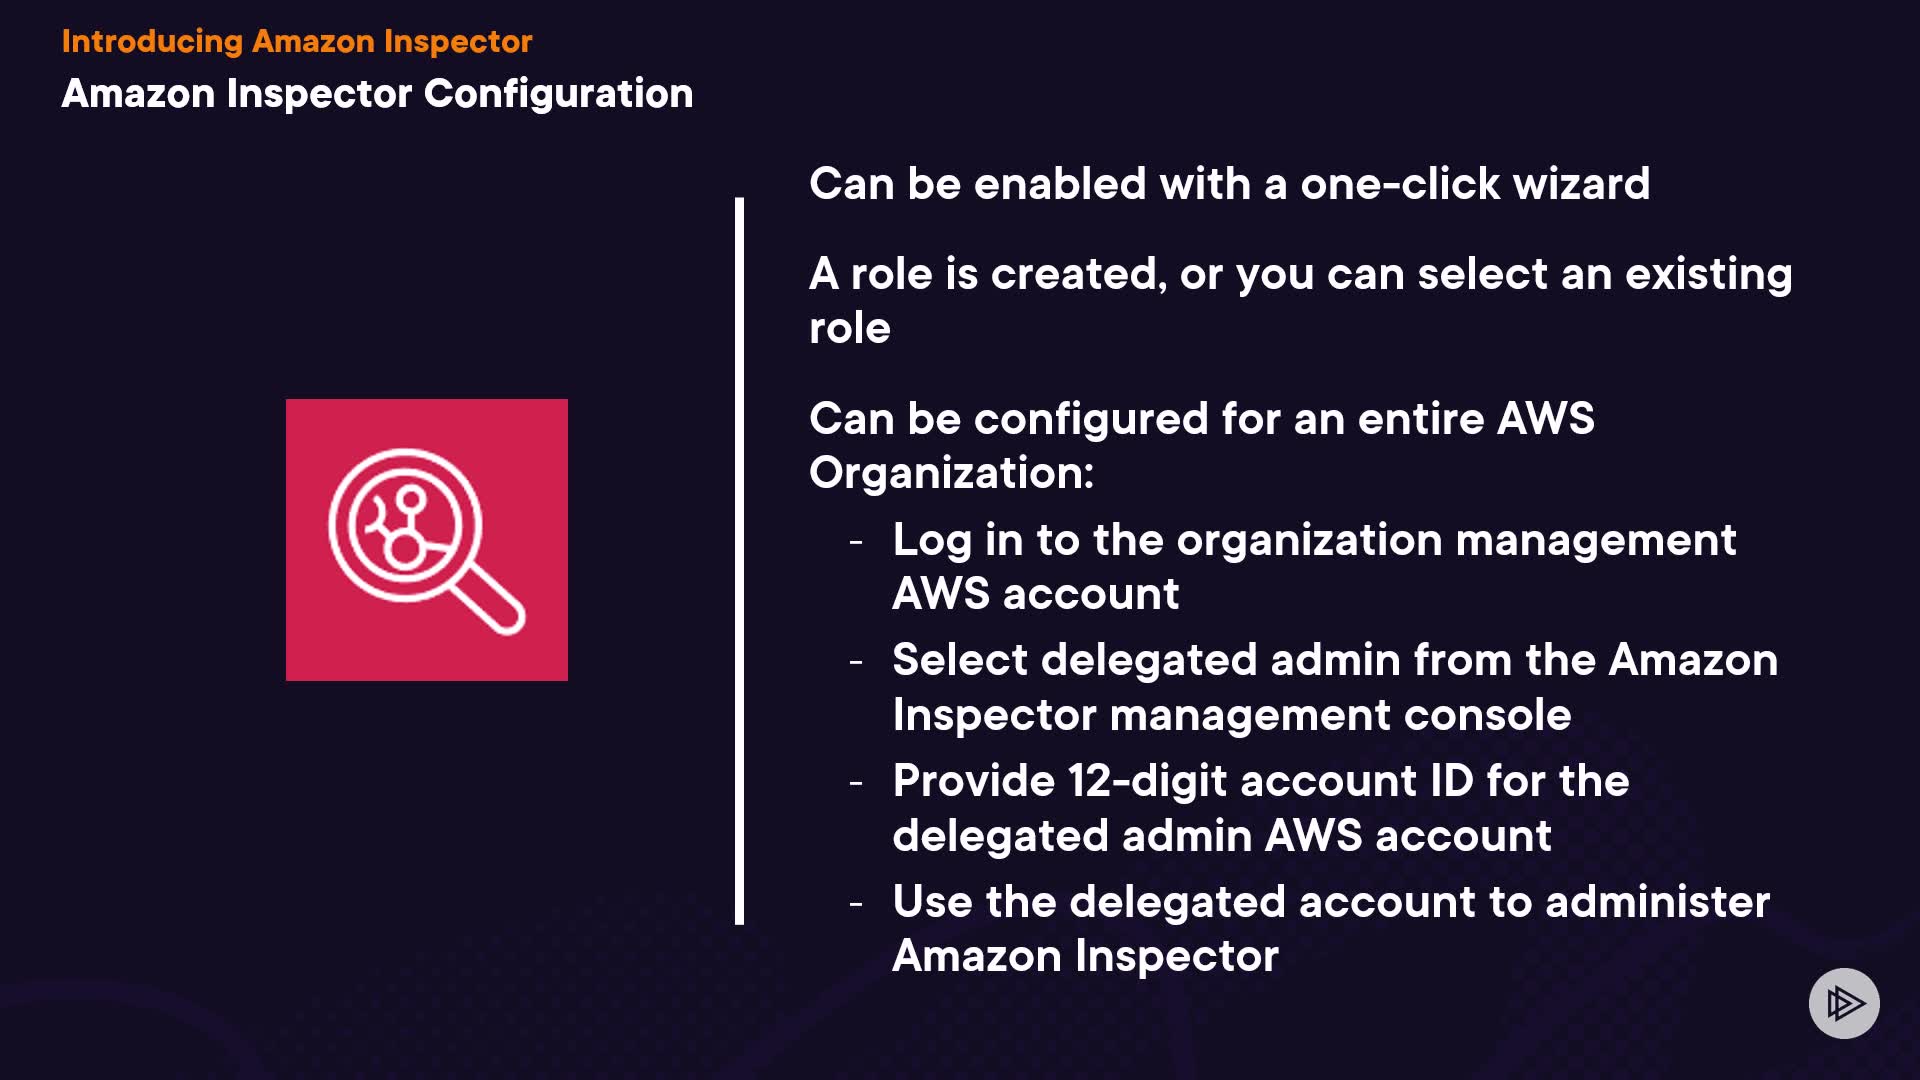 Introducing Amazon Inspector
Amazon Inspector Configuration
Can be enabled with a one-click wizard
A role is created, or you can select an existing
role
Can be configured for an entire AWS
Organization:
- Log in to the organization management
AWS account
- Select delegated admin from the Amazon
Inspector management console
- Provide 12-digit account ID for the
delegated admin AWS account
- Use the delegated account to administer
Amazon Inspector